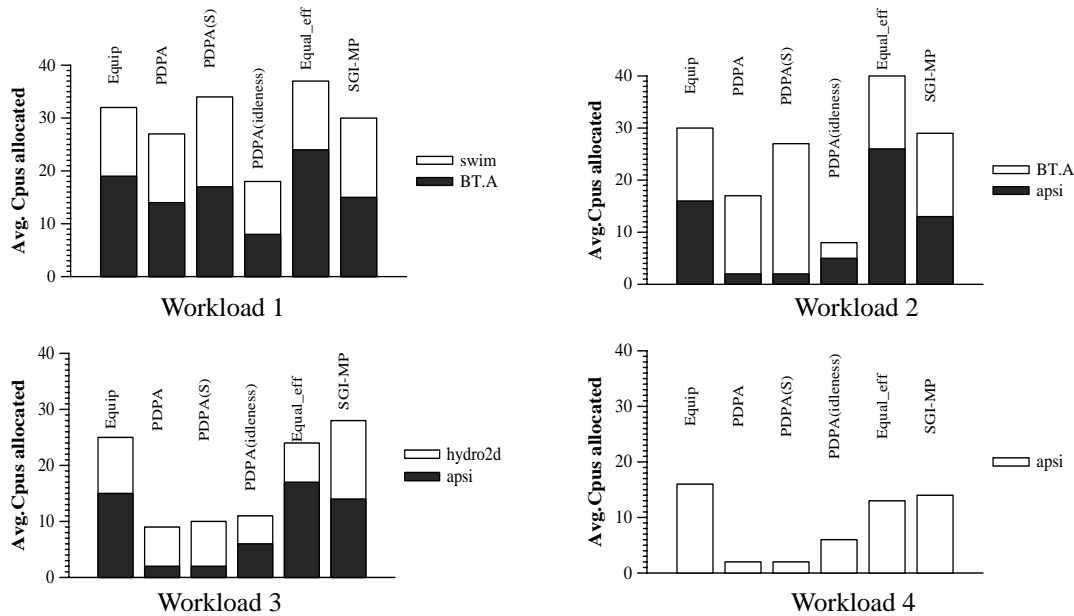 Avg. Cpus allocated
40
30
20
10
0
Equip
PDPA
PDPA(S)
PDPA(idleness)
Equal_eff
SGI-MP
swim
BT.A
Workload 1
Avg.Cpus allocated
40
30
20
10
0
Equip
PDPA
PDPA(S)
PDPA(idleness)
Equal_eff
SGI-MP
BT.A
apsi
Workload 2
Avg.Cpus allocated
40
30
20
10
0
Equip
PDPA
PDPA(S)
PDPA(idleness)
Equal_eff
SGI-MP
hydro2d
apsi
Workload 3
Avg.Cpus allocated
40
30
20
10
0
Equip
PDPA
PDPA(S)
PDPA(idleness)
Equal_eff
SGI-MP
apsi
Workload 4